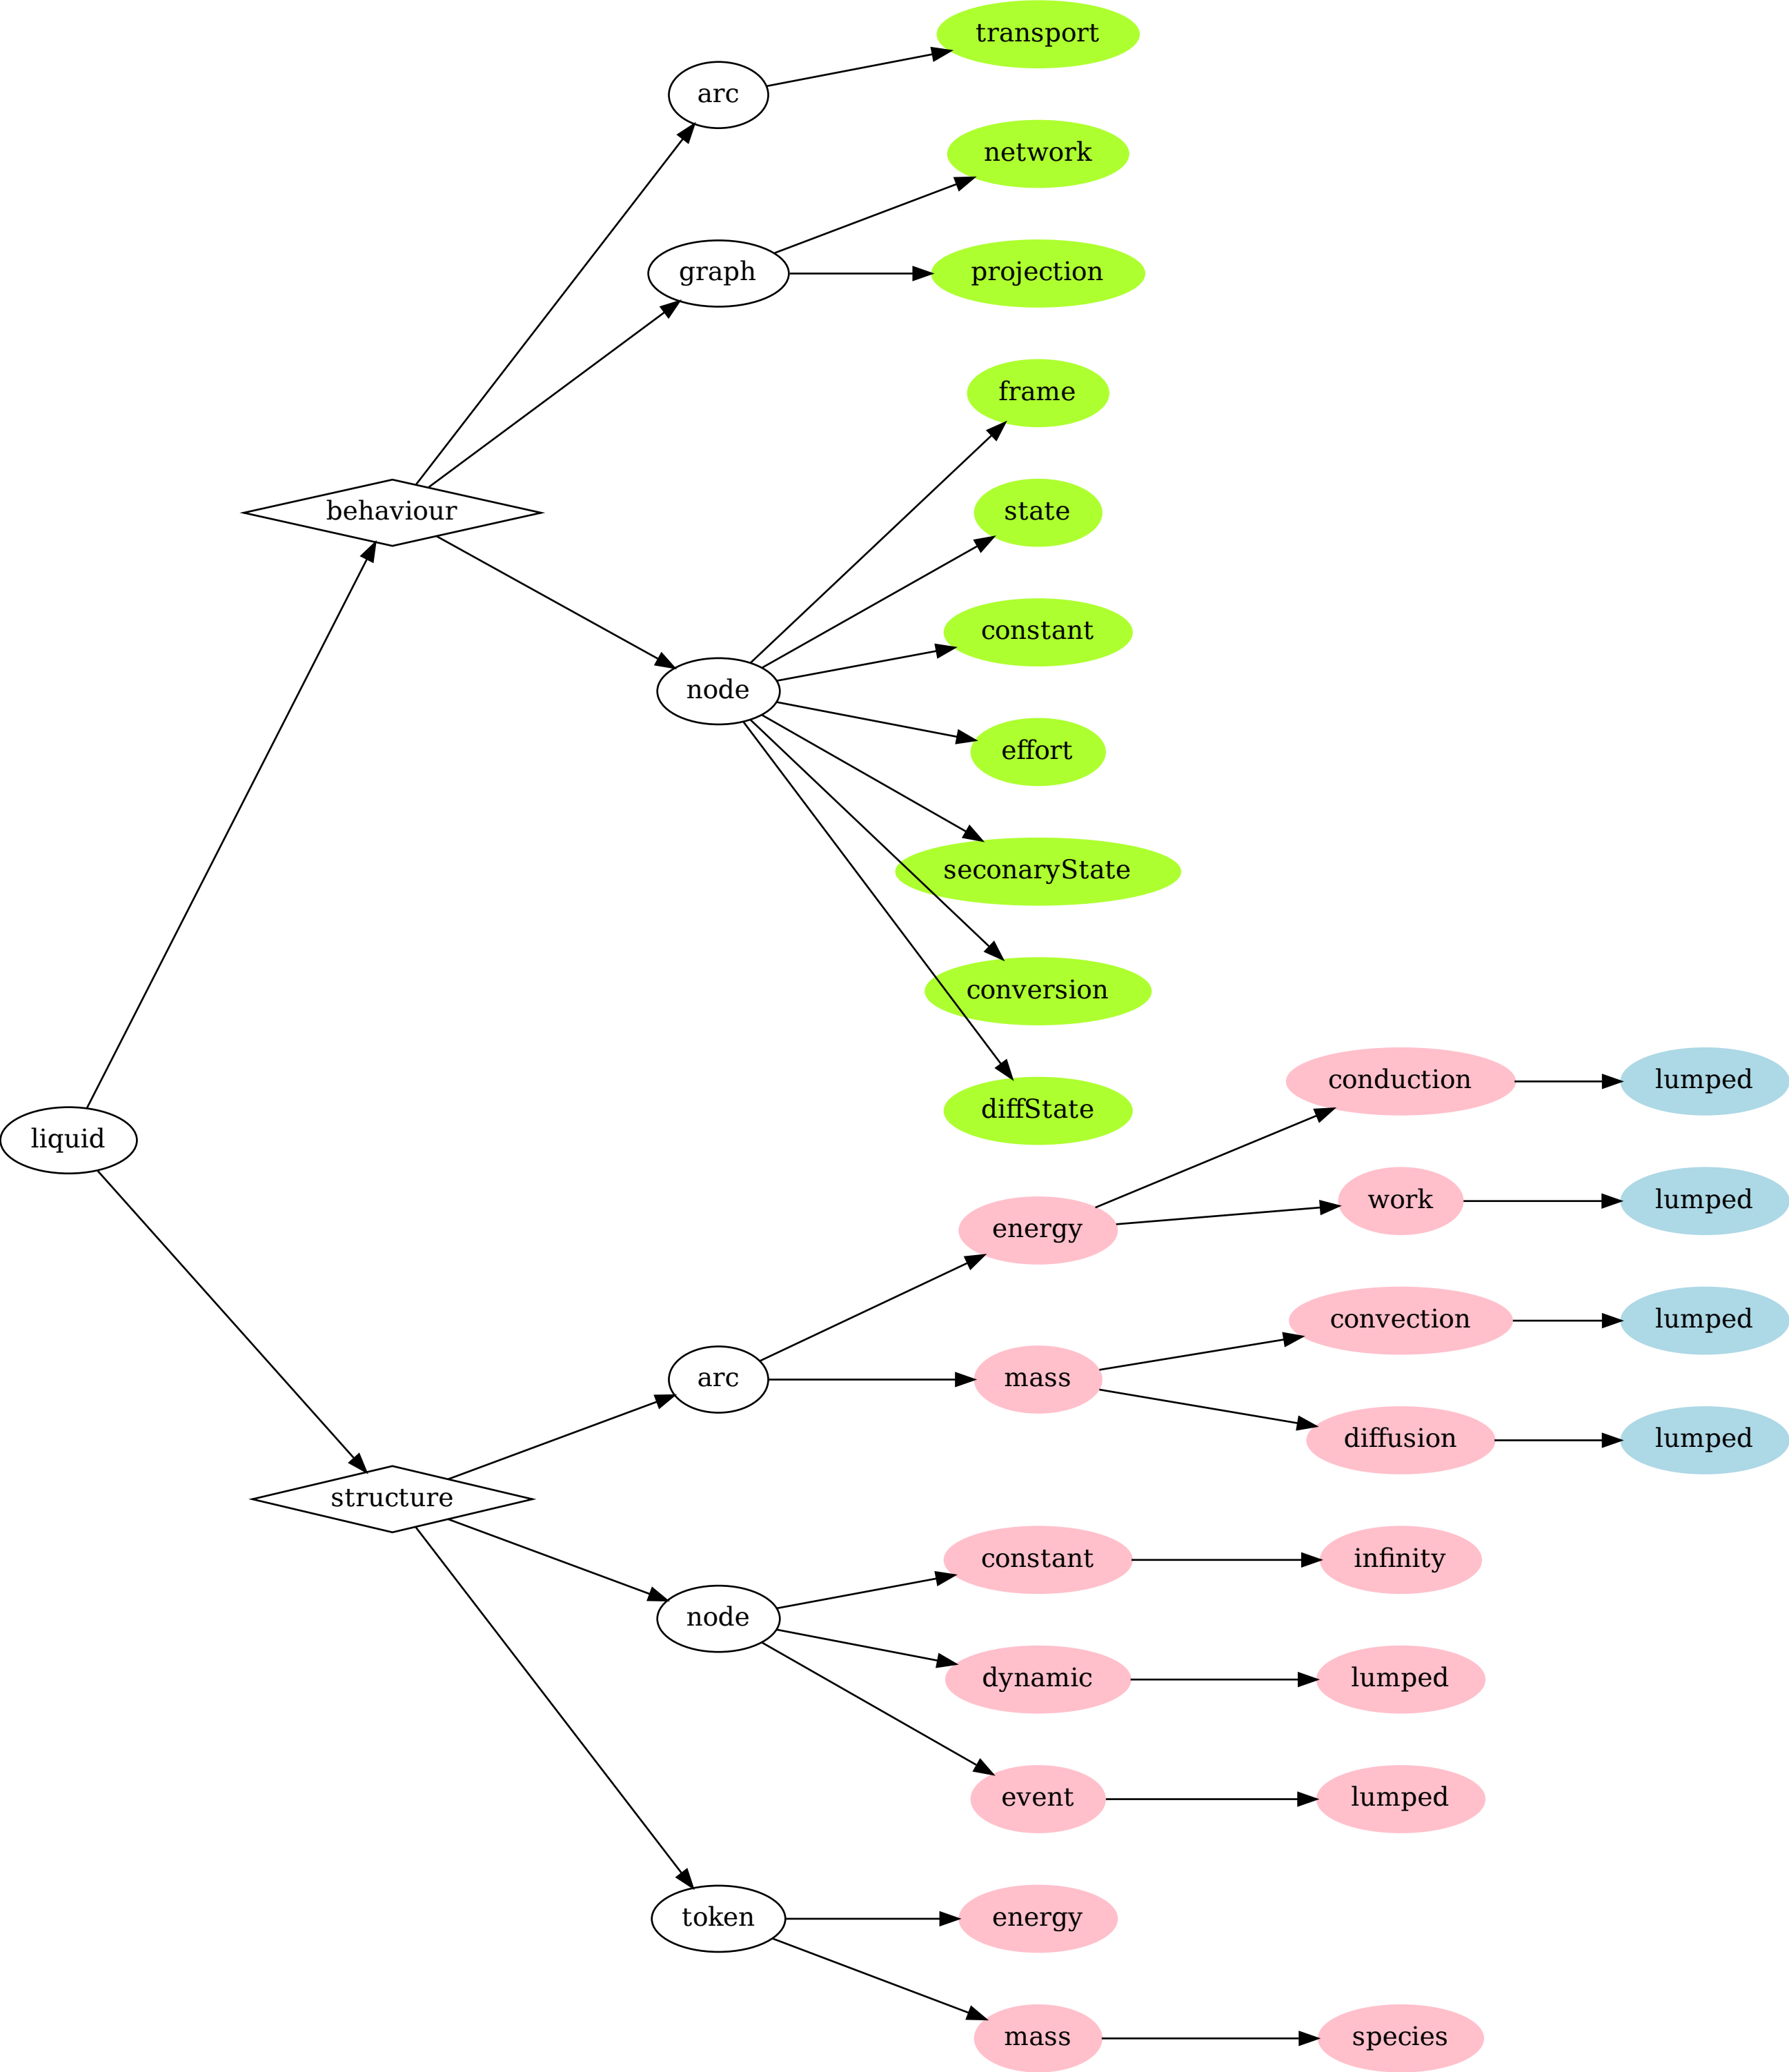 transport
arc
network
graph
projection
frame
state
behaviour
constant
node
effort
seconaryState
conversion
diffState
conduction
lumped
liquid
energy
work
lumped
convection
lumped
arc
mass
diffusion
lumped
structure
constant
infinity
node
dynamic
lumped
event
lumped
token
energy
mass
species